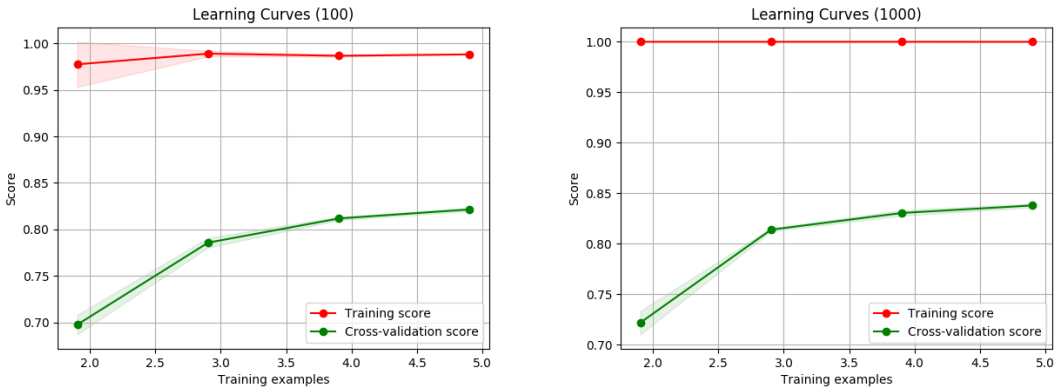 Learning Curves (100)
1.00
0.95
0.90
0.85
0.80
0.75
0.70
Score
2.0 2.5 3.0 3.5 4.0 4.5 5.0
Training examples
Training score
Cross-validation score
Learning Curves (1000)
1.00
0.95
0.90
0.85
0.80
0.75
0.70
Score
2.0 2.5 3.0 3.5 4.0 4.5 5.0
Training examples
Training score
Cross-validation score